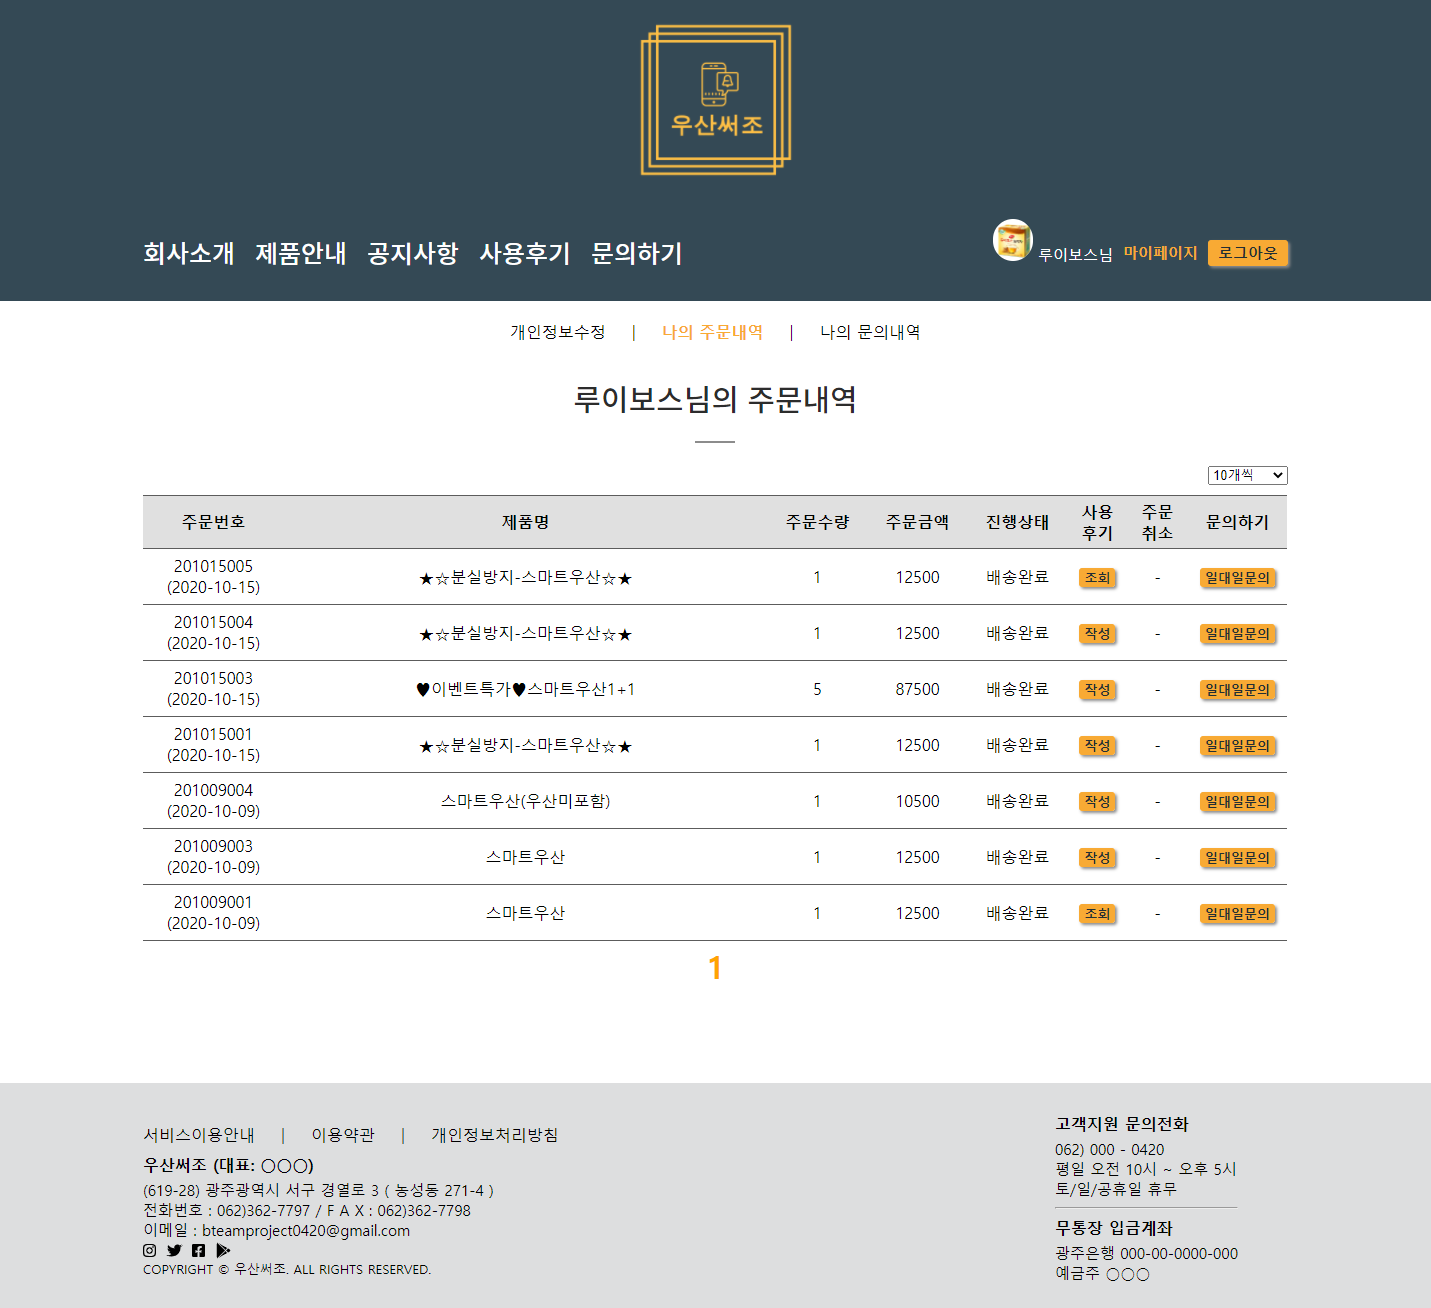 우산써조
회사소개 제품안내 공지사항 사용후기 문의하기 루이보스님 마이페이지 로그아웃
개인정보수정 | 나의 주문내역 | 나의 문의내역
루이보스님의 주문내역
10개씩
주문번호 제품명 주문수량 주문금액 진행상태 사용후기 주문취소 문의하기
201015005
(2020-10-15) ★☆분실방지-스마트우산☆★ 1 12500 배송완료 조회 - 일대일문의
201015004
(2020-10-15) ★☆분실방지-스마트우산☆★ 1 12500 배송완료 작성 - 일대일문의
201015003
(2020-10-15) ♥이벤트특가♥스마트우산1+1 5 87500 배송완료 작성 - 일대일문의
201015001
(2020-10-15) ★☆분실방지-스마트우산☆★ 1 12500 배송완료 작성 - 일대일문의
201009004
(2020-10-09) 스마트우산(우산미포함) 1 10500 배송완료 작성 - 일대일문의
201009003
(2020-10-09) 스마트우산 1 12500 배송완료 작성 - 일대일문의
201009001
(2020-10-09) 스마트우산 1 12500 배송완료 조회 - 일대일문의
1
서비스이용안내 | 이용약관 | 개인정보처리방침
우산써조 (대표: ○○○)
(619-28) 광주광역시 서구 경열로 3 ( 농성동 271-4 )
전화번호 : 062)362-7797 / F A X : 062)362-7798
이메일 : bteamproject0420@gmail.com
COPYRIGHT © 우산써조. ALL RIGHTS RESERVED.
고객지원 문의전화
062) 000 - 0420
평일 오전 10시 ~ 오후 5시
토/일/공휴일 휴무
무통장 입금계좌
광주은행 000-00-0000-000
예금주 ○○○